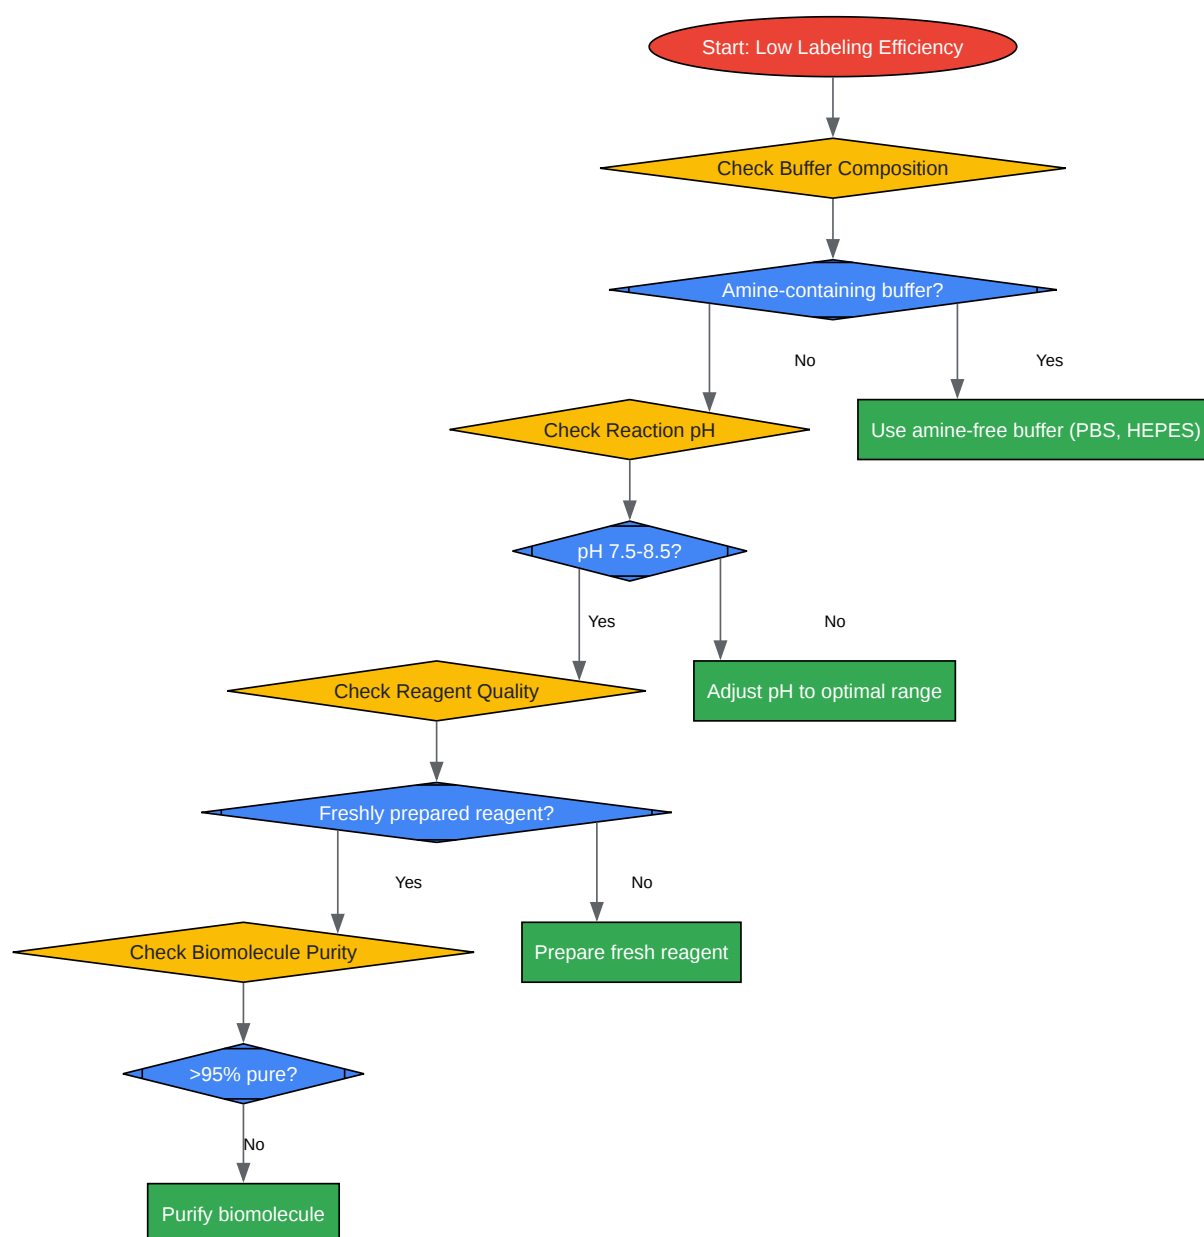 Start: Low Labeling Efficiency
Check Buffer Composition
Amine-containing buffer?
No
Yes
Check Reaction pH
Use amine-free buffer (PBS, HEPES)
pH 7.5-8.5?
Yes
No
Check Reagent Quality
Adjust pH to optimal range
Freshly prepared reagent?
Yes
No
Check Biomolecule Purity
Prepare fresh reagent
>95% pure?
No
Purify biomolecule